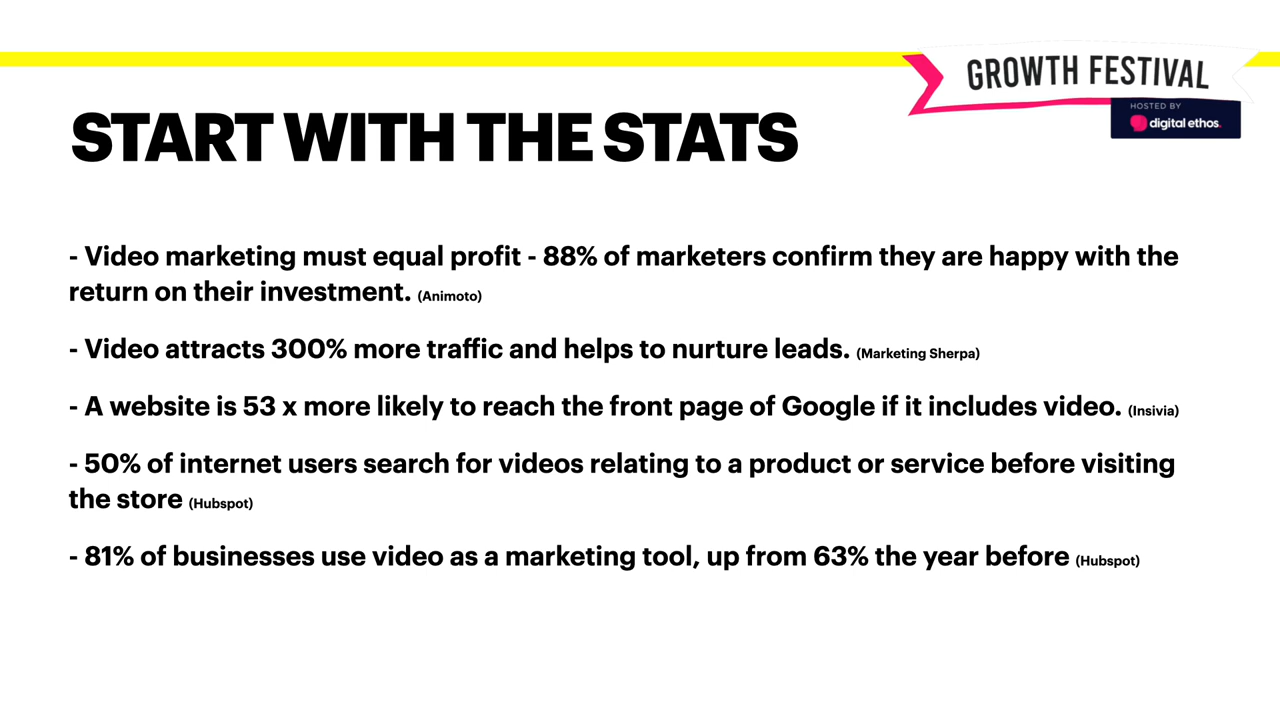 GROWTH FESTIVAL
HOSTED BY
digital ethos.
START WITH THE STATS
- Video marketing must equal profit - 88% of marketers confirm they are happy with the
return on their investment. (Animoto)
- Video attracts 300% more traffic and helps to nurture leads. (Marketing Sherpa)
- A website is 53 x more likely to reach the front page of Google if it includes video. (Insivia)
- 50% of internet users search for videos relating to a product or service before visiting
the store (Hubspot)
- 81% of businesses use video as a marketing tool, up from 63% the year before (Hubspot)